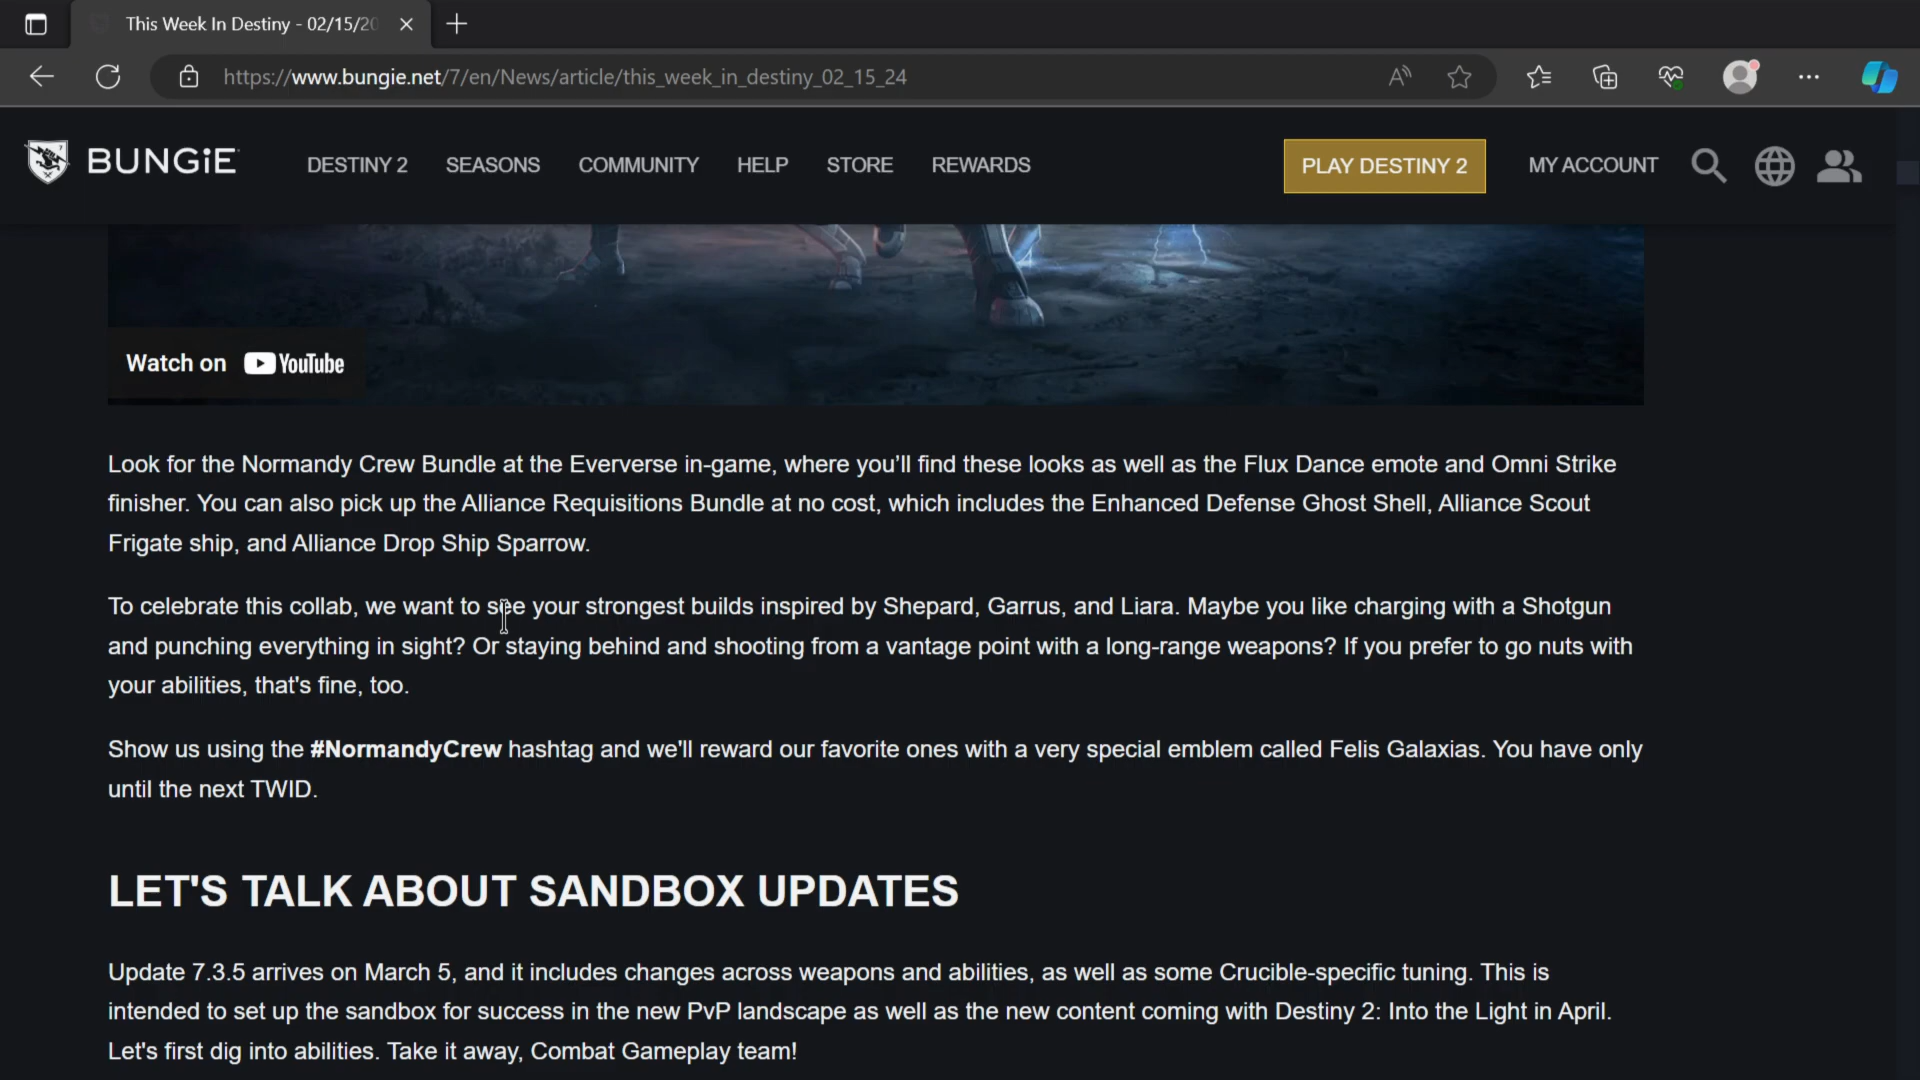 This Week In Destiny - 02/15/20
https://www.bungie.net/7/en/News/article/this_week_in_destiny_02_15_24
BUNGiE
DESTINY 2 SEASONS COMMUNITY HELP STORE REWARDS
PLAY DESTINY 2
MY ACCOUNT
Watch on YouTube
Look for the Normandy Crew Bundle at the Eververse in-game, where you’ll find these looks as well as the Flux Dance emote and Omni Strike
finisher. You can also pick up the Alliance Requisitions Bundle at no cost, which includes the Enhanced Defense Ghost Shell, Alliance Scout
Frigate ship, and Alliance Drop Ship Sparrow.
To celebrate this collab, we want to see your strongest builds inspired by Shepard, Garrus, and Liara. Maybe you like charging with a Shotgun
and punching everything in sight? Or staying behind and shooting from a vantage point with a long-range weapons? If you prefer to go nuts with
your abilities, that's fine, too.
Show us using the #NormandyCrew hashtag and we'll reward our favorite ones with a very special emblem called Felis Galaxias. You have only
until the next TWID.
LET'S TALK ABOUT SANDBOX UPDATES
Update 7.3.5 arrives on March 5, and it includes changes across weapons and abilities, as well as some Crucible-specific tuning. This is
intended to set up the sandbox for success in the new PvP landscape as well as the new content coming with Destiny 2: Into the Light in April.
Let's first dig into abilities. Take it away, Combat Gameplay team!